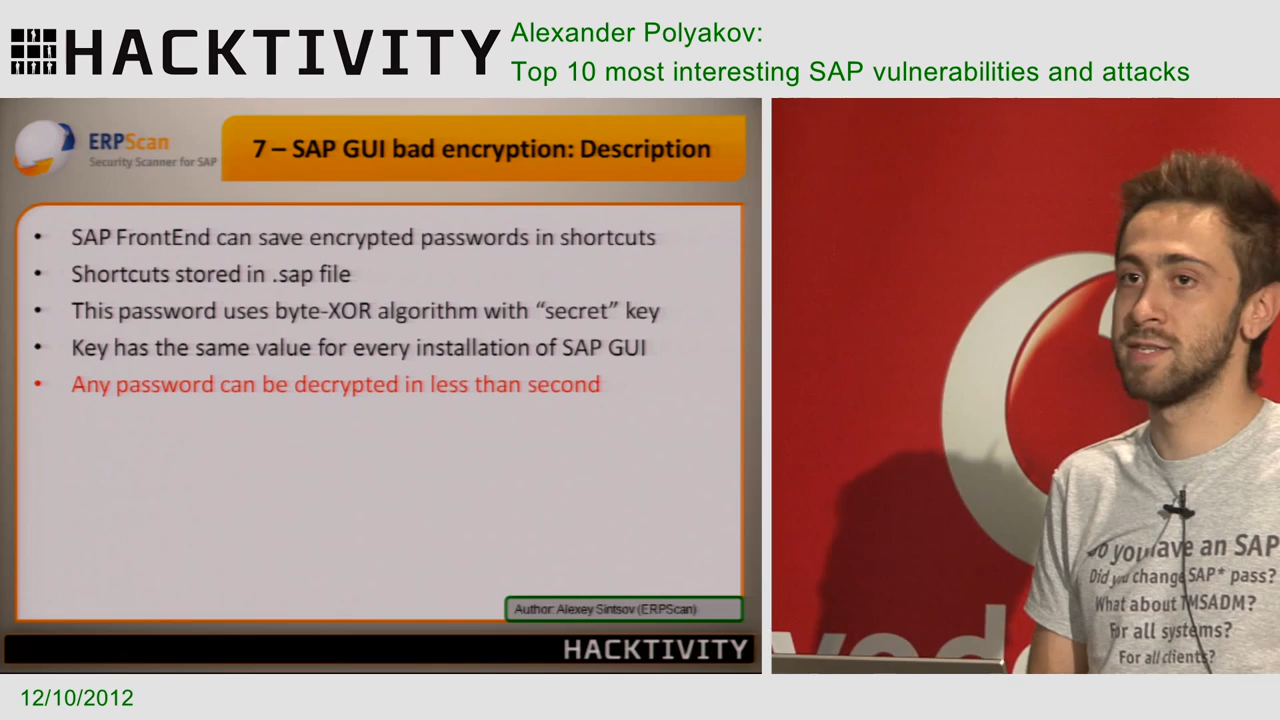 HACKTIVITY
Alexander Polyakov:
Top 10 most interesting SAP vulnerabilities and attacks
ERPScan
Security Scanner for SAP
7 – SAP GUI bad encryption: Description
• SAP FrontEnd can save encrypted passwords in shortcuts
• Shortcuts stored in .sap file
• This password uses byte-XOR algorithm with “secret” key
• Key has the same value for every installation of SAP GUI
• Any password can be decrypted in less than second
Author: Alexey Sintsov (ERPScan)
HACKTIVITY
you have an SAP
Did you change SAP* pass?
What about TMSADM?
For all systems?
For all clients?
12/10/2012